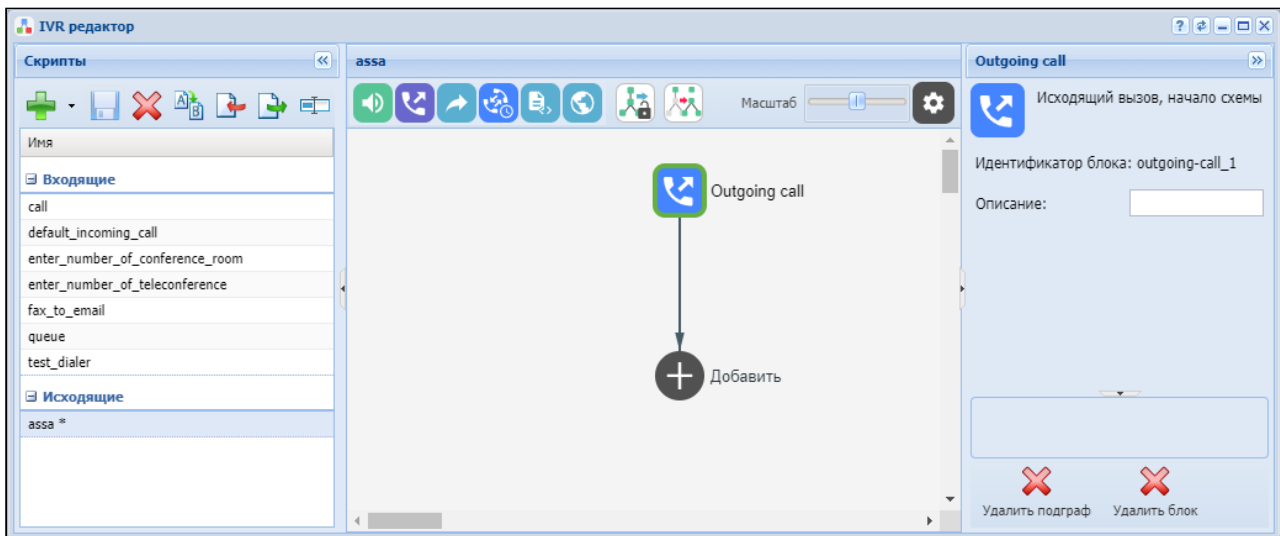 IVR редактор
Скрипты
assa
Outgoing call
Масштаб
Исходящий вызов, начало схемы
Имя
Входящие
call
default_incoming_call
enter_number_of_conference_room
enter_number_of_teleconference
fax_to_email
queue
test_dialer
Исходящие
assa *
Outgoing call
Добавить
Идентификатор блока: outgoing-call_1
Описание:
Удалить подграф
Удалить блок